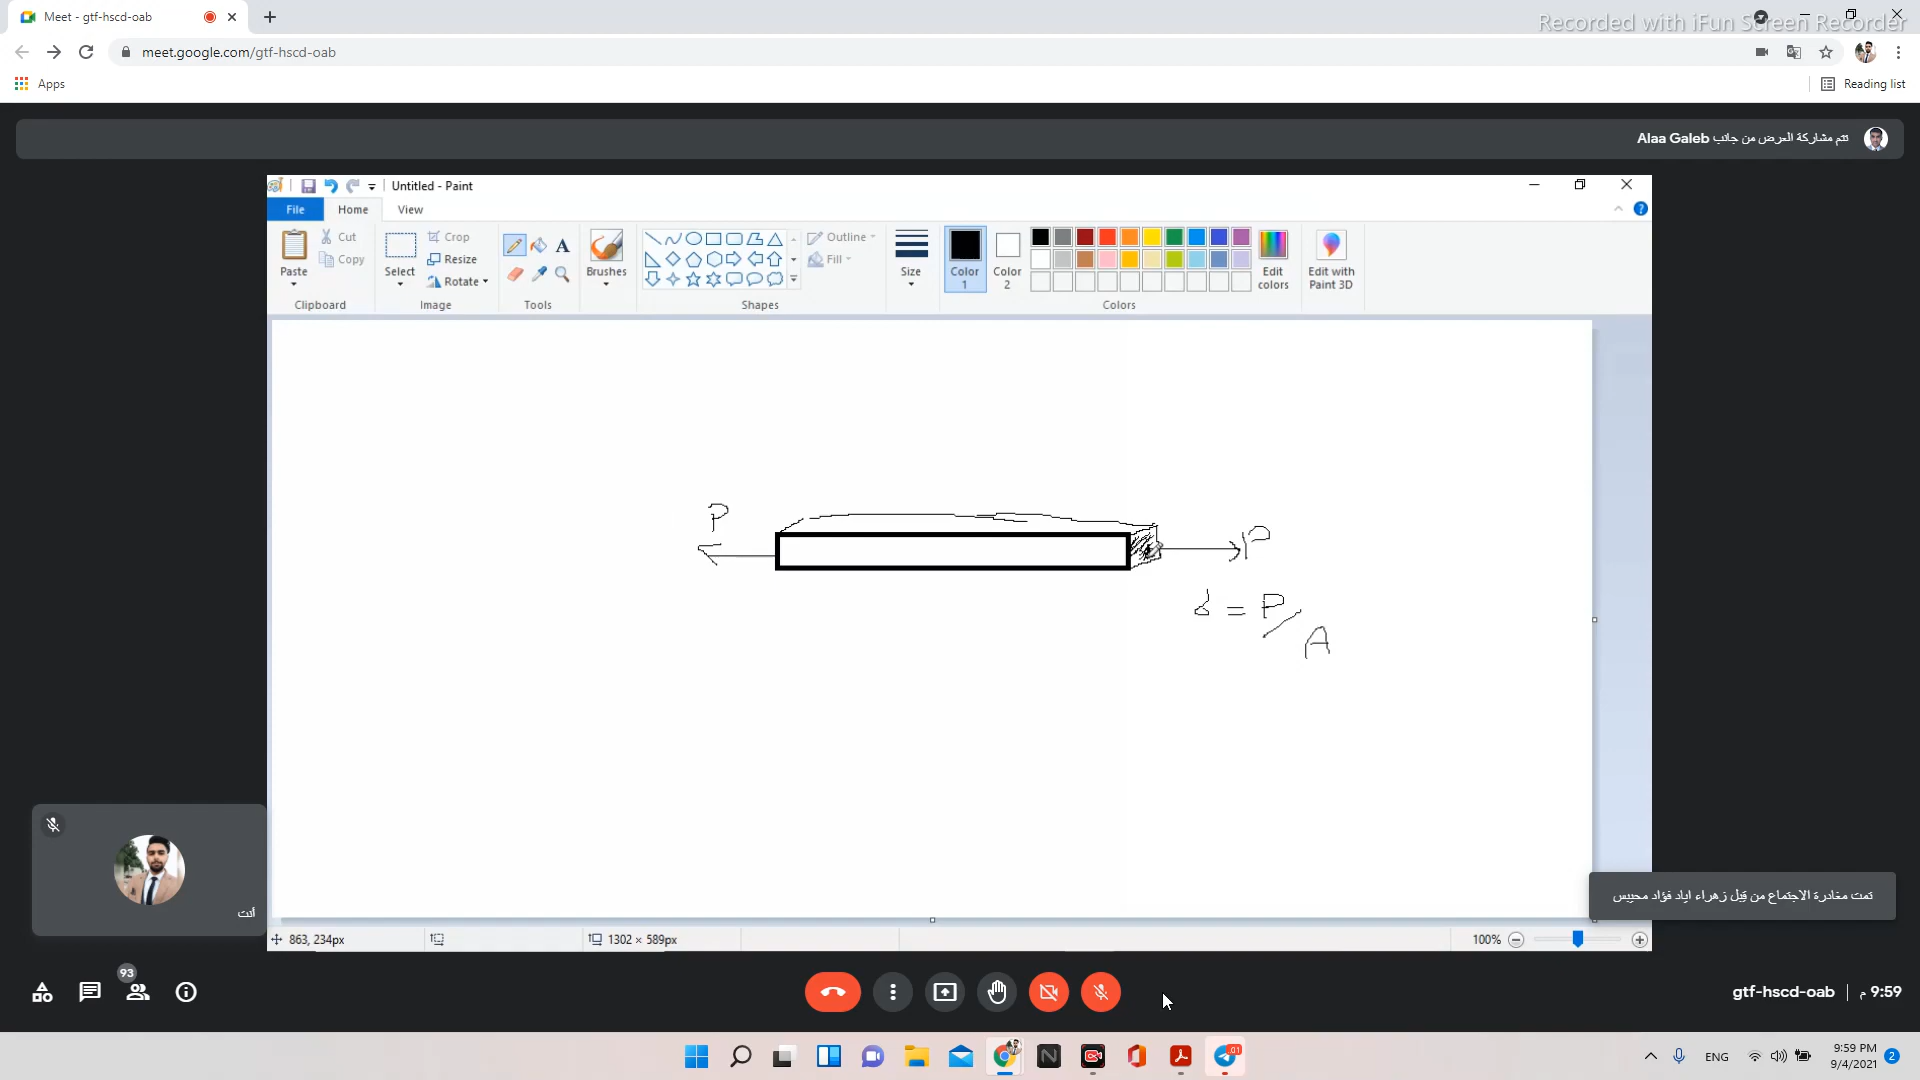 Meet - gtf-hscd-oab
Recorded with iFun Screen Recorder
meet.google.com/gtf-hscd-oab
Apps
Reading list
تتم مشاركة العرض من جانب Alaa Galeb
Untitled - Paint
File Home View
Paste
Cut
Copy
Clipboard
Select
Crop
Resize
Rotate
Image
A
Tools
Brushes
Shapes
Outline
Fill
Size
Color 1
Color 2
Edit colors
Colors
Edit with Paint 3D
P
P
= P/A
أنت
تمت مغادرة الاجتماع من قِبل زهراء اياد فؤاد محيبس
863, 234px
1302 × 589px
100%
93
gtf-hscd-oab | 9:59 م
01
ENG
9:59 PM
9/4/2021
2